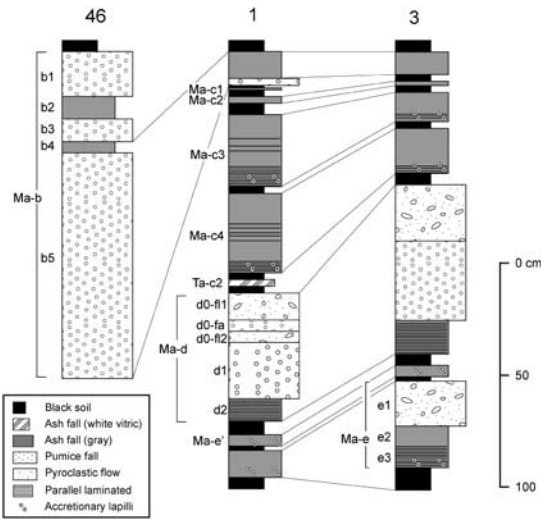 46
1
3
b1
b2
b3
b4
Ma-b
b5
Ma-c1
Ma-c2
Ma-c3
Ma-c4
Ta-c2
d0-fl1
d0-fa
d0-fl2
Ma-d
d1
d2
Ma-e'
e1
Ma-e
e2
e3
0 cm
50
100
Black soil
Ash fall (white vitric)
Ash fall (gray)
Pumice fall
Pyroclastic flow
Parallel laminated
Accretionary lapilli